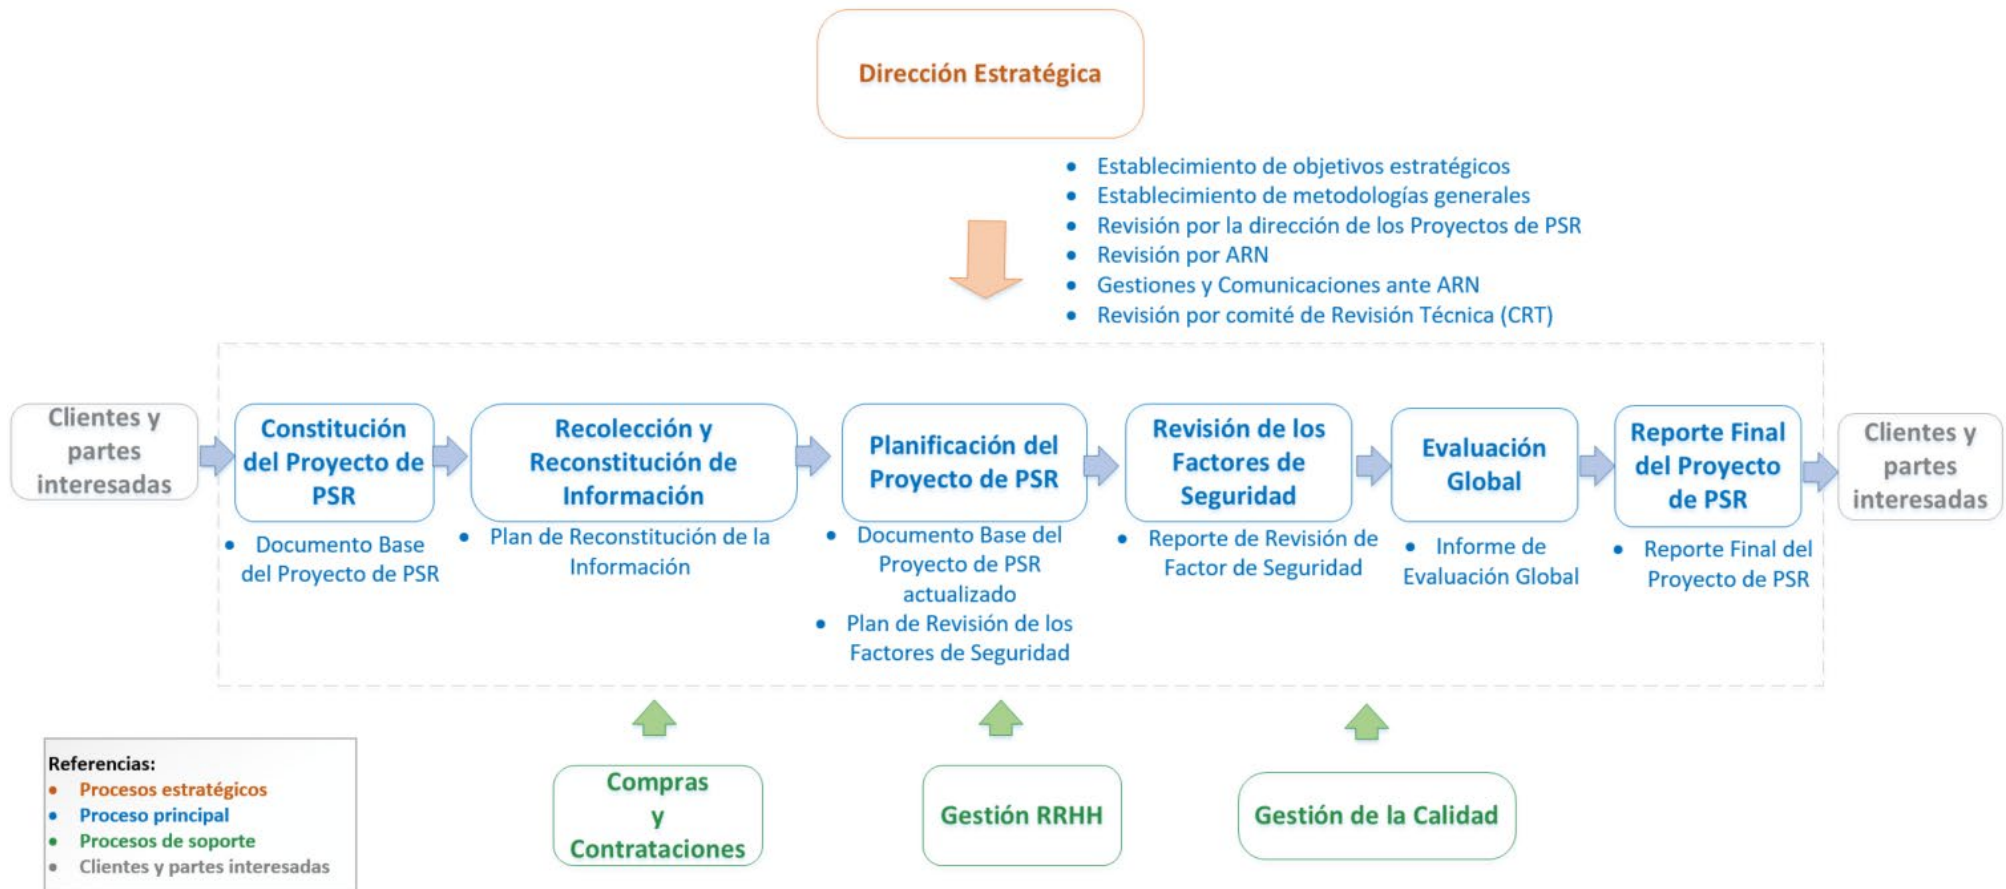 Dirección Estratégica
• Establecimiento de objetivos estratégicos
• Establecimiento de metodologías generales
• Revisión por la dirección de los Proyectos de PSR
• Revisión por ARN
• Gestiones y Comunicaciones ante ARN
• Revisión por comité de Revisión Técnica (CRT)
Clientes y
partes
interesadas
Constitución
del Proyecto de
PSR
• Documento Base
del Proyecto de PSR
Recolección y
Reconstitución de
Información
• Plan de Reconstitución de la
Información
Planificación del
Proyecto de PSR
• Documento Base del
Proyecto de PSR
actualizado
• Plan de Revisión de los
Factores de Seguridad
Revisión de los
Factores de
Seguridad
• Reporte de Revisión de
Factor de Seguridad
Evaluación
Global
• Informe de
Evaluación Global
Reporte Final
del Proyecto
de PSR
• Reporte Final del
Proyecto de PSR
Clientes y
partes
interesadas
Compras
y
Contrataciones
Gestión RRHH
Gestión de la Calidad
Referencias:
• Procesos estratégicos
• Proceso principal
• Procesos de soporte
• Clientes y partes interesadas